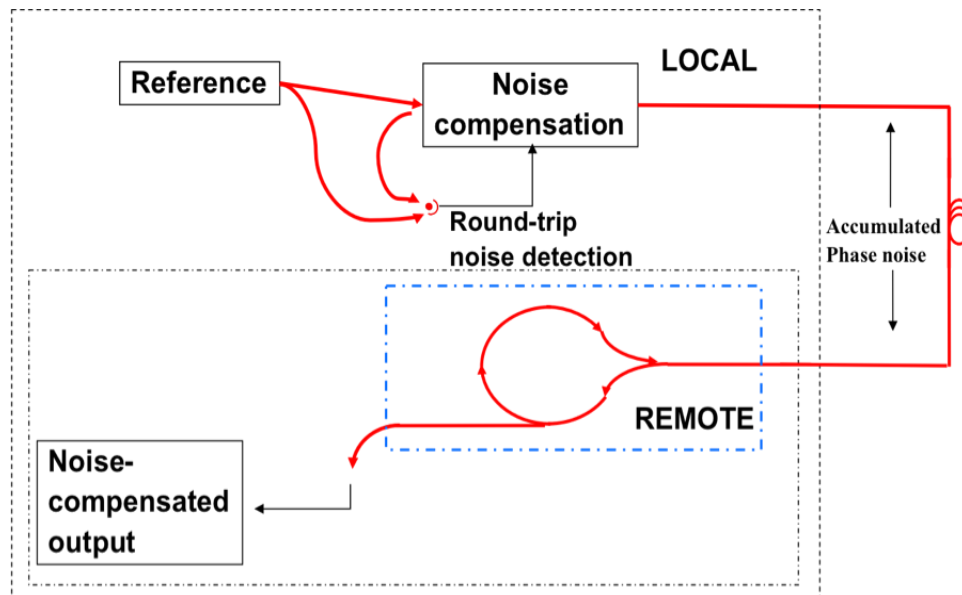 LOCAL
Reference
Noise
compensation
Round-trip
noise detection
Accumulated
Phase noise
REMOTE
Noise-
compensated
output